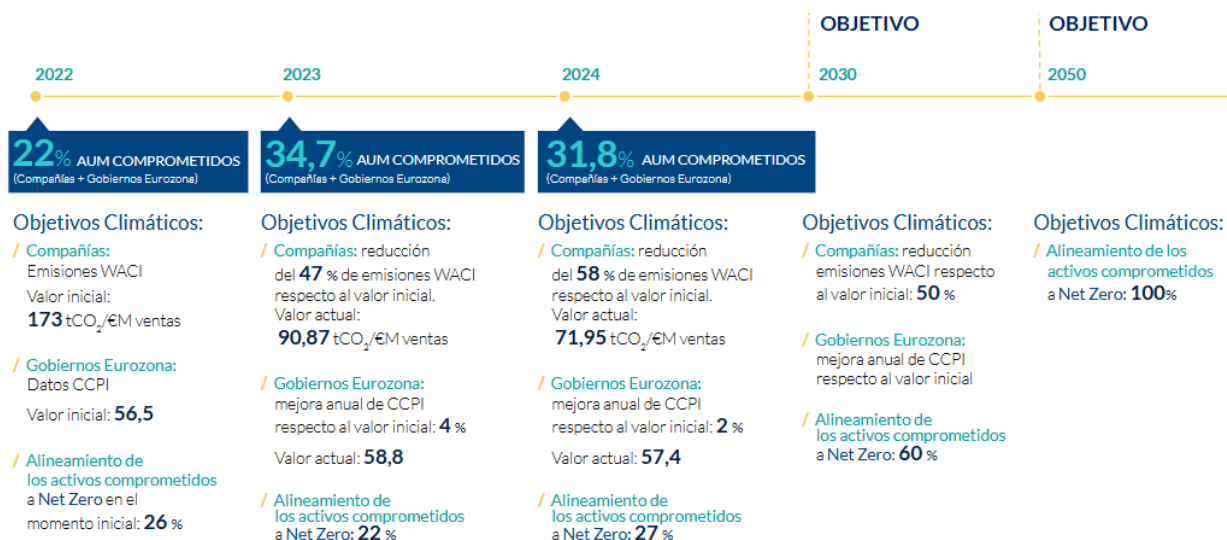 OBJETIVO
OBJETIVO
2022
2023
2024
2030
2050
22% AUM COMPROMETIDOS
(Compañías + Gobiernos Eurozona)
34,7% AUM COMPROMETIDOS
(Compañías + Gobiernos Eurozona)
31,8% AUM COMPROMETIDOS
(Compañías + Gobiernos Eurozona)
Objetivos Climáticos:
/ Compañías:
Emisiones WACI
Valor inicial:
173 tCO2/€M ventas
/ Gobiernos Eurozona:
Datos CCPI
Valor inicial: 56,5
/ Alineamiento de
los activos comprometidos
a Net Zero en el
momento inicial: 26 %
Objetivos Climáticos:
/ Compañías: reducción
del 47 % de emisiones WACI
respecto al valor inicial.
Valor actual:
90,87 tCO2/€M ventas
/ Gobiernos Eurozona:
mejora anual de CCPI
respecto al valor inicial: 4 %
Valor actual: 58,8
/ Alineamiento de
los activos comprometidos
a Net Zero: 22 %
Objetivos Climáticos:
/ Compañías: reducción
del 58 % de emisiones WACI
respecto al valor inicial.
Valor actual:
71,95 tCO2/€M ventas
/ Gobiernos Eurozona:
mejora anual de CCPI
respecto al valor inicial: 2 %
Valor actual: 57,4
/ Alineamiento de
los activos comprometidos
a Net Zero: 27 %
Objetivos Climáticos:
/ Compañías: reducción
emisiones WACI respecto
al valor inicial: 50 %
/ Gobiernos Eurozona:
mejora anual de CCPI
respecto al valor inicial
/ Alineamiento de
los activos comprometidos
a Net Zero: 60 %
Objetivos Climáticos:
/ Alineamiento de los
activos comprometidos
a Net Zero: 100%